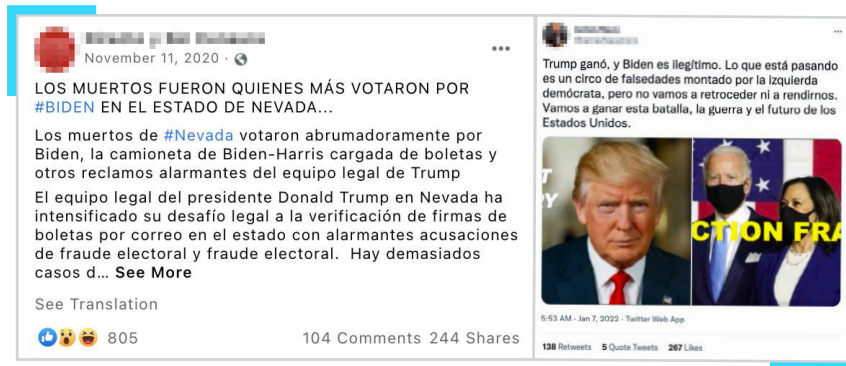 November 11, 2020 ·
LOS MUERTOS FUERON QUIENES MÁS VOTARON POR
#BIDEN EN EL ESTADO DE NEVADA...
Los muertos de #Nevada votaron abrumadoramente por
Biden, la camioneta de Biden-Harris cargada de boletas y
otros reclamos alarmantes del equipo legal de Trump
El equipo legal del presidente Donald Trump en Nevada ha
intensificado su desafío legal a la verificación de firmas de
boletas por correo en el estado con alarmantes acusaciones
de fraude electoral y fraude electoral. Hay demasiados
casos d... See More
See Translation
805
104 Comments 244 Shares
Trump ganó, y Biden es ilegítimo. Lo que está pasando
es un circo de falsedades montado por la izquierda
demócrata, pero no vamos a retroceder ni a rendirnos.
Vamos a ganar esta batalla, la guerra y el futuro de los
Estados Unidos.
CTION FRA
5:53 AM · Jan 7, 2022 · Twitter Web App
138 Retweets 5 Quote Tweets 267 Likes